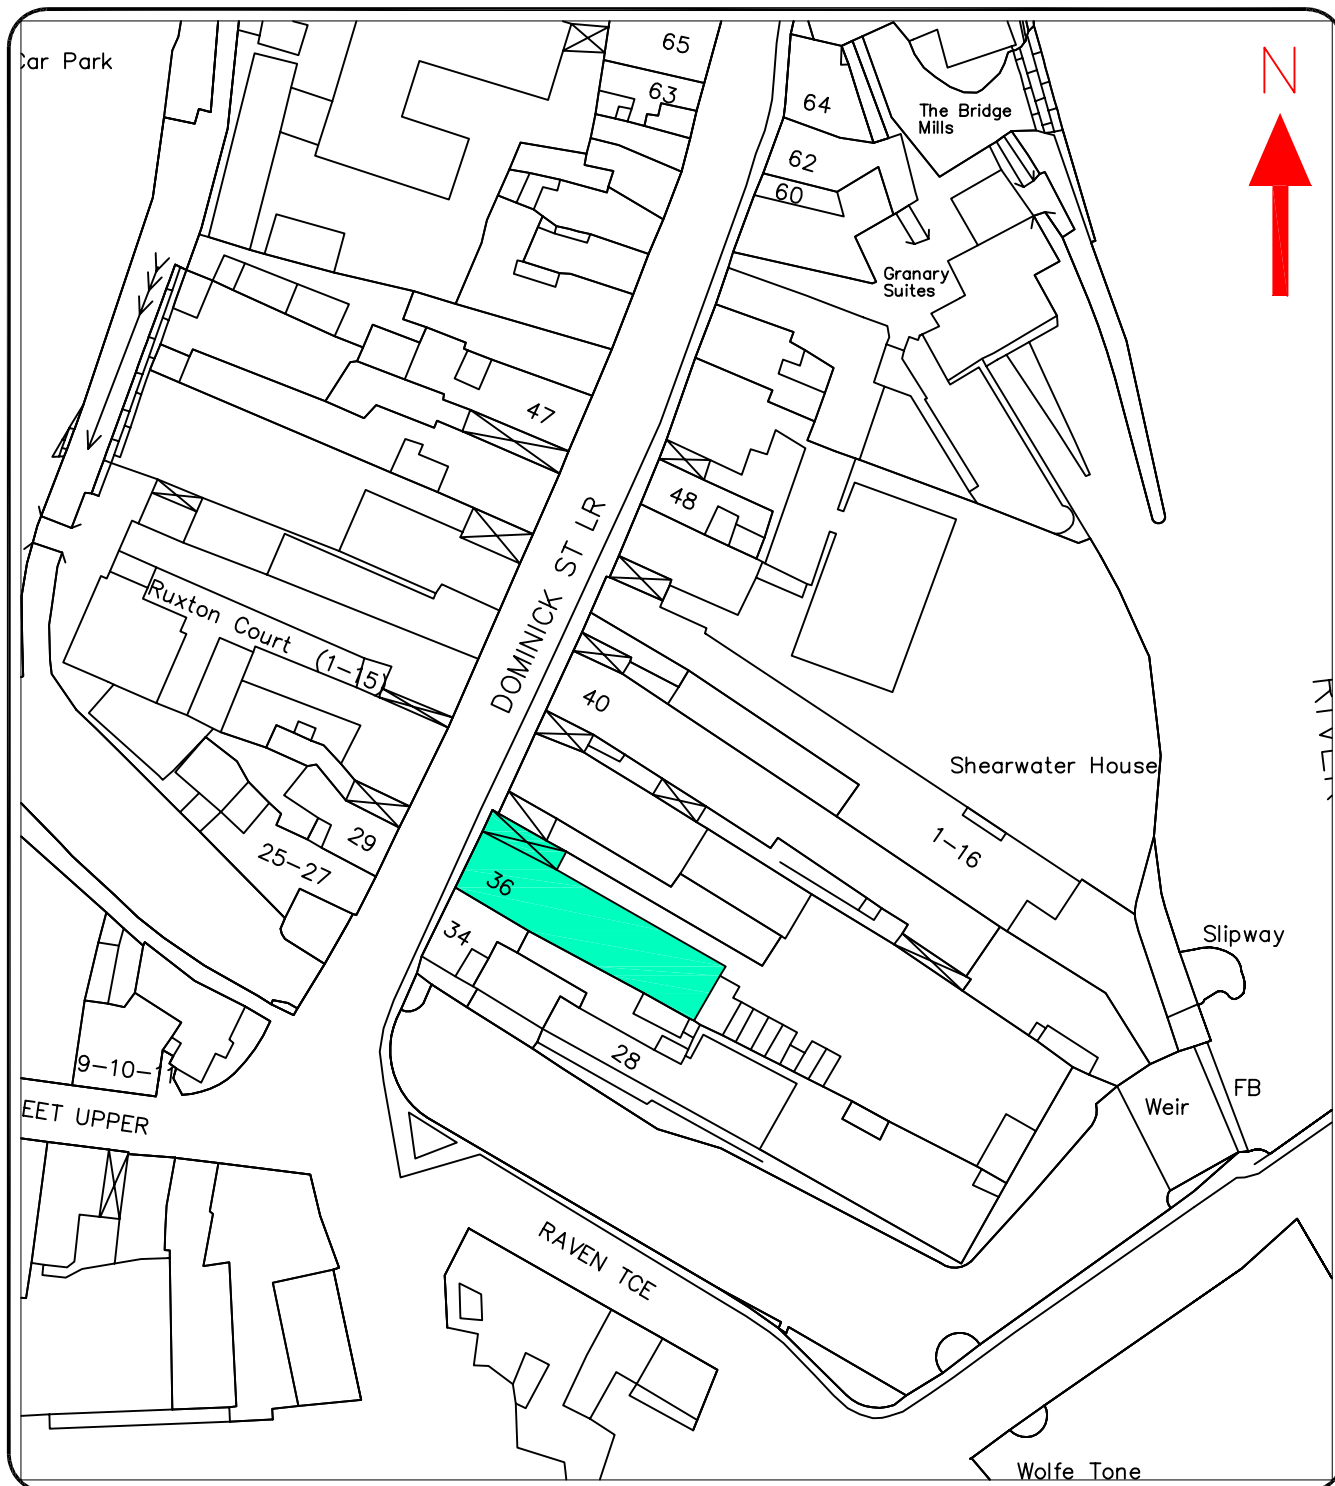 65
Car Park
N
63
64
The Bridge
Mills
62
60
Granary
Suites
47
48
DOMINICK ST LR
Ruxton Court (1-15)
40
RIVER
Shearwater House
29
1-16
25-27
36
34
Slipway
28
9-10-11
FB
Weir
EET UPPER
RAVEN TCE
Wolfe Tone